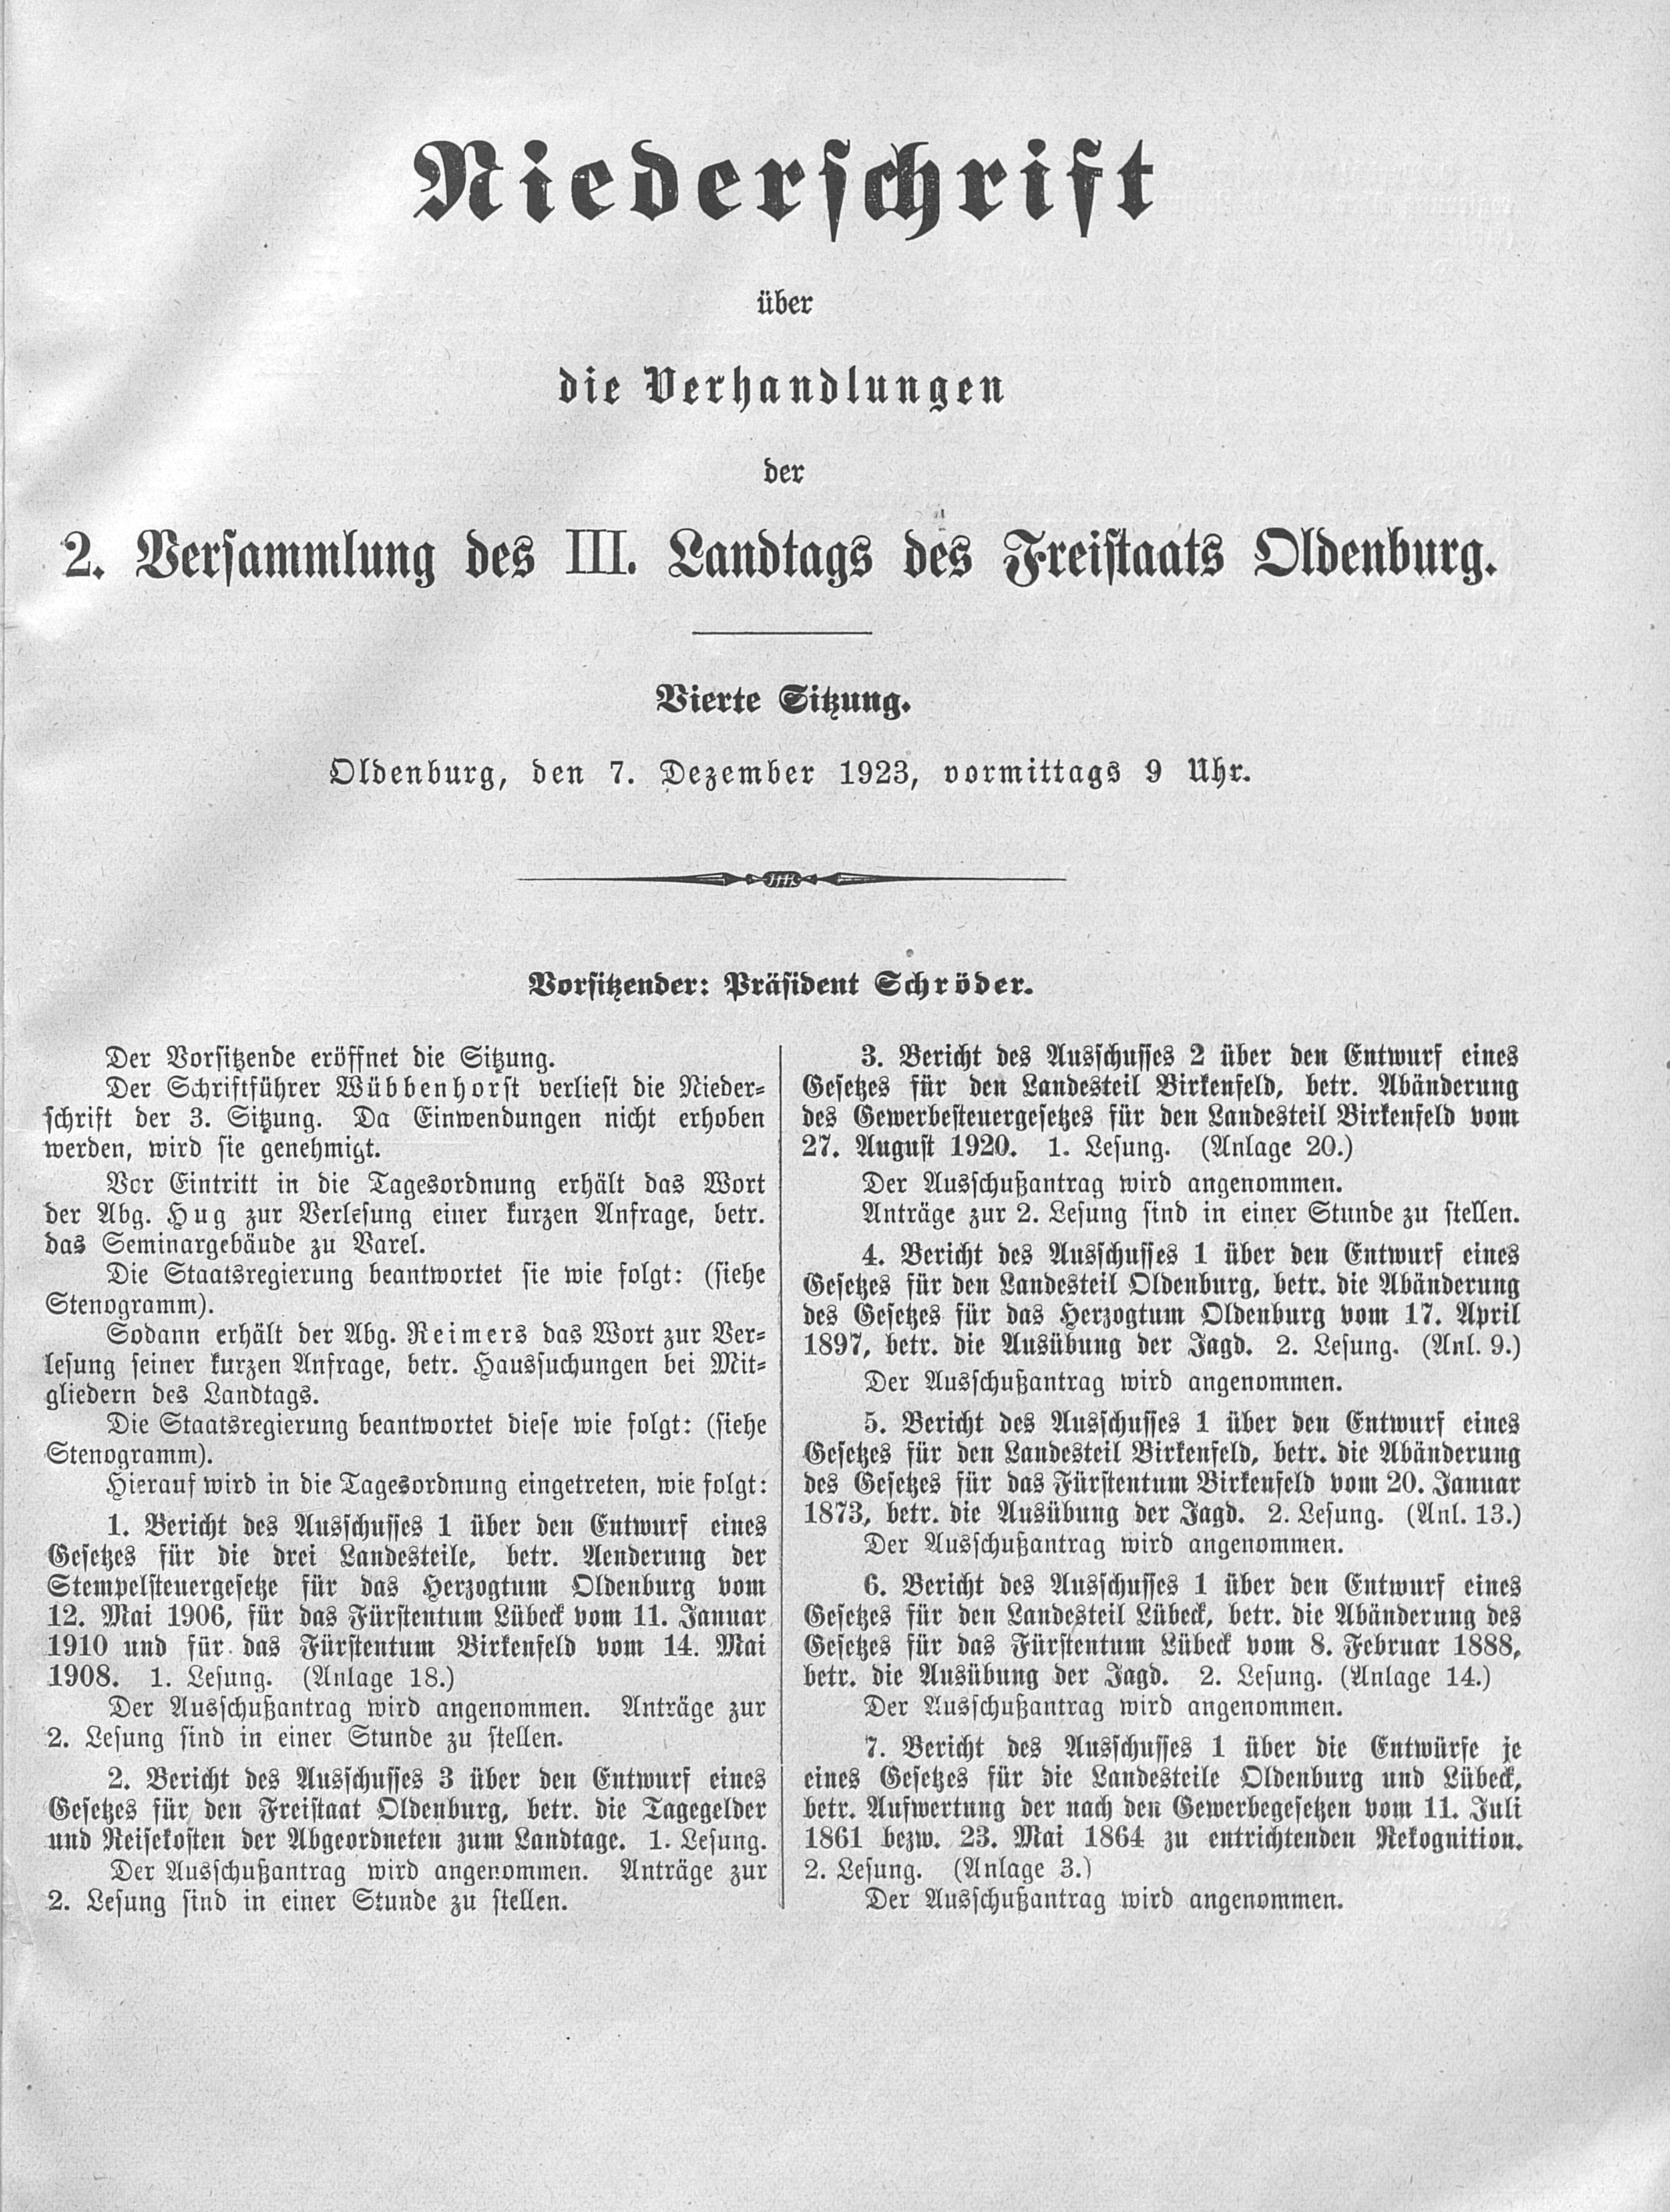 Niederschrift
über
die Verhandlungen
der
2. Versammlung des III. Landtags des Freistaats Oldenburg.
Vierte Sitzung.
Oldenburg, den 7. Dezember 1923, vormittags 9 Uhr.
Vorsitzender: Präsident Schröder.
Der Vorsitzende eröffnet die Sitzung.
Der Schriftführer Wübbenhorst verliest die Nieder-
schrift der 3. Sitzung. Da Einwendungen nicht erhoben
werden, wird sie genehmigt.
Vor Eintritt in die Tagesordnung erhält das Wort
der Abg. Hug zur Verlesung einer kurzen Anfrage, betr.
das Seminargebäude zu Varel.
Die Staatsregierung beantwortet sie wie folgt: (siehe
Stenogramm).
Sodann erhält der Abg. Reimers das Wort zur Ver-
lesung seiner kurzen Anfrage, betr. Haussuchungen bei Mit-
gliedern des Landtags.
Die Staatsregierung beantwortet diese wie folgt: (siehe
Stenogramm).
Hierauf wird in die Tagesordnung eingetreten, wie folgt:
1. Bericht des Ausschusses 1 über den Entwurf eines
Gesetzes für die drei Landesteile, betr. Aenderung der
Stempelsteuergesetze für das Herzogtum Oldenburg vom
12. Mai 1906, für das Fürstentum Lübeck vom 11. Januar
1910 und für das Fürstentum Birkenfeld vom 14. Mai
1908. 1. Lesung. (Anlage 18.)
Der Ausschußantrag wird angenommen. Anträge zur
2. Lesung sind in einer Stunde zu stellen.
2. Bericht des Ausschusses 3 über den Entwurf eines
Gesetzes für den Freistaat Oldenburg, betr. die Tagegelder
und Reisekosten der Abgeordneten zum Landtage. 1. Lesung.
Der Ausschußantrag wird angenommen. Anträge zur
2. Lesung sind in einer Stunde zu stellen.
3. Bericht des Ausschusses 2 über den Entwurf eines
Gesetzes für den Landesteil Birkenfeld, betr. Abänderung
des Gewerbesteuergesetzes für den Landesteil Birkenfeld vom
27. August 1920. 1. Lesung. (Anlage 20.)
Der Ausschußantrag wird angenommen.
Anträge zur 2. Lesung sind in einer Stunde zu stellen.
4. Bericht des Ausschusses 1 über den Entwurf eines
Gesetzes für den Landesteil Oldenburg, betr. die Abänderung
des Gesetzes für das Herzogtum Oldenburg vom 17. April
1897, betr. die Ausübung der Jagd. 2. Lesung. (Anl. 9.)
Der Ausschußantrag wird angenommen.
5. Bericht des Ausschusses 1 über den Entwurf eines
Gesetzes für den Landesteil Birkenfeld, betr. die Abänderung
des Gesetzes für das Fürstentum Birkenfeld vom 20. Januar
1873, betr. die Ausübung der Jagd. 2. Lesung. (Anl. 13.)
Der Ausschußantrag wird angenommen.
6. Bericht des Ausschusses 1 über den Entwurf eines
Gesetzes für den Landesteil Lübeck, betr. die Abänderung des
Gesetzes für das Fürstentum Lübeck vom 8. Februar 1888,
betr. die Ausübung der Jagd. 2. Lesung. (Anlage 14.)
Der Ausschußantrag wird angenommen.
7. Bericht des Ausschusses 1 über die Entwürfe je
eines Gesetzes für die Landesteile Oldenburg und Lübeck,
betr. Aufwertung der nach den Gewerbegesetzen vom 11. Juli
1861 bezw. 23. Mai 1864 zu entrichtenden Rekognition.
2. Lesung. (Anlage 3.)
Der Ausschußantrag wird angenommen.